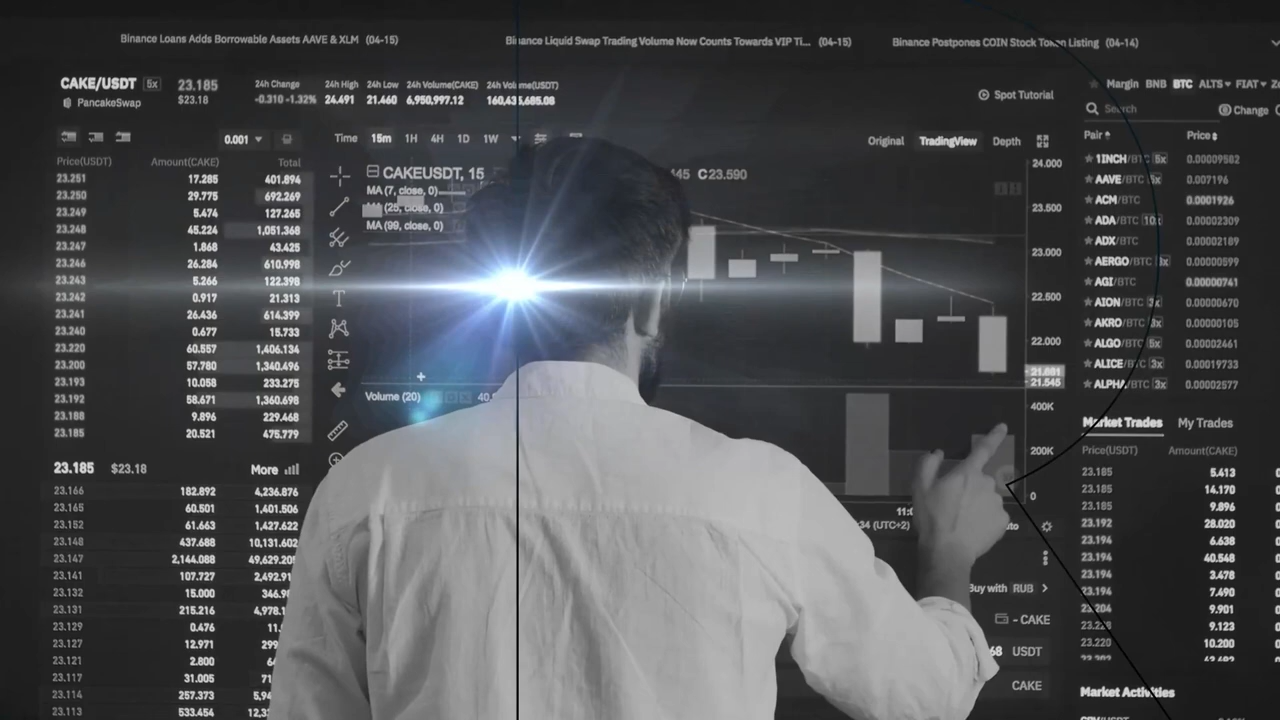 Binance Loans Adds Borrowable Assets AAVE & XLM (04-15)
Binance Liquid Swap Trading Volume Now Counts Towards VIP Ti... (04-15)
Binance Postpones COIN Stock Token Listing (04-14)
CAKE/USDT 5x 23.185
PancakeSwap $23.18
24h Change 24h High 24h Low 24h Volume(CAKE) 24h Volume(USDT)
-0.310 -1.32% 24.491 21.460 6,950,997.12 160,435,685.08
Spot Tutorial
0.001
Price(USDT) Amount(CAKE) Total
23.251 17.285 401.894
23.250 29.775 692.269
23.249 5.474 127.265
23.248 45.224 1,051.368
23.247 1.868 43.425
23.246 26.284 610.998
23.243 5.266 122.398
23.242 0.917 21.313
23.241 26.436 614.399
23.240 0.677 15.733
23.220 60.557 1,406.134
23.200 57.780 1,340.496
23.193 10.058 233.275
23.192 58.671 1,360.698
23.188 9.896 229.468
23.185 20.521 475.779
23.185 $23.18 More
23.166 182.892 4,236.876
23.165 60.501 1,401.506
23.152 61.663 1,427.622
23.148 437.688 10,131.602
23.147 2,144.088
23.141 107.727
23.132 15.000
23.131 215.216
23.129 0.476
23.127 12.971
23.121 2.800
23.117 31.005
23.114 257.373
23.113 533.454
Time 15m 1H 4H 1D 1W
Original TradingView Depth
CAKEUSDT, 15
C23.590
MA (7, close, 0)
(25, close, 0)
MA (99, close, 0)
24.000
23.500
23.000
22.500
22.000
21.545
Volume (20)
400K
200K
0
(UTC+2)
Buy with RUB
- CAKE
USDT
CAKE
Margin BNB BTC ALTS FIAT
Search Change
Pair Price
1INCH/BTC 5x 0.00009582
AAVE/BTC 5x 0.007196
ACM/BTC 0.0001926
ADA/BTC 0.00002309
ADX/BTC 0.00002189
AERGO/BTC 0.00000599
AGI/BTC 0.00000741
AION/BTC 3x 0.00000670
AKRO/BTC 3x 0.00000105
ALGO/BTC 5x 0.00002461
ALICE/BTC 3x 0.00019733
ALPHA/BTC 3x 0.00002577
Market Trades My Trades
Price(USDT) Amount(CAKE)
23.185 5.413
23.185 14.170
23.185 9.896
23.192 28.020
23.194 6.638
23.194 40.548
23.194 3.478
23.194 7.490
23.204 9.901
9.123
23.220 10.200
Market Activities